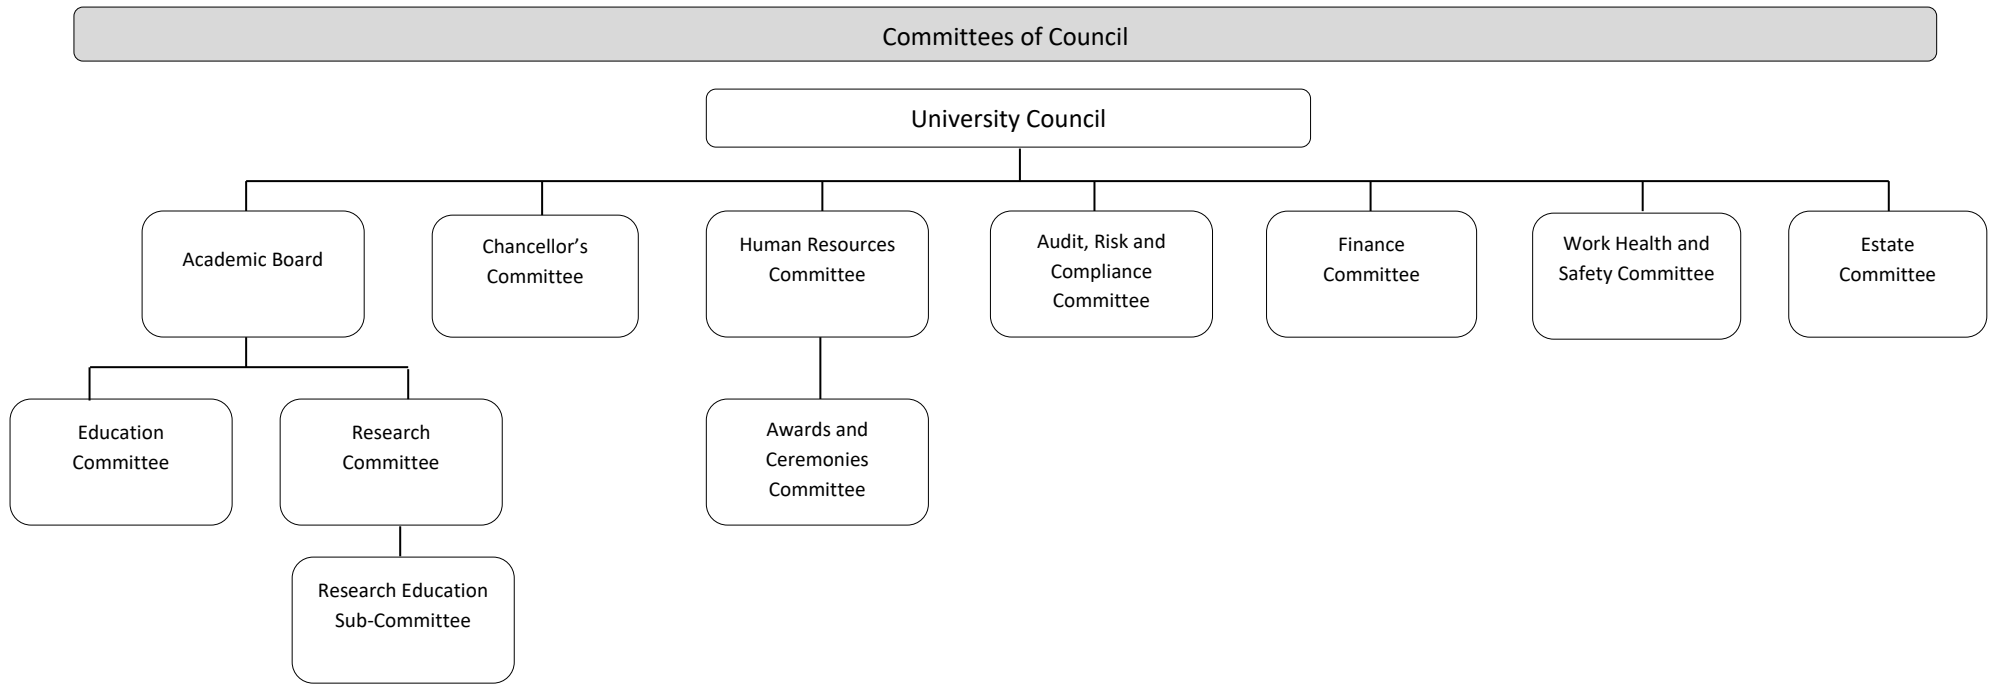 Committees of Council
University Council
Academic Board
Chancellor’s
Committee
Human Resources
Committee
Audit, Risk and
Compliance
Committee
Finance
Committee
Work Health and
Safety Committee
Estate
Committee
Education
Committee
Research
Committee
Awards and
Ceremonies
Committee
Research Education
Sub-Committee